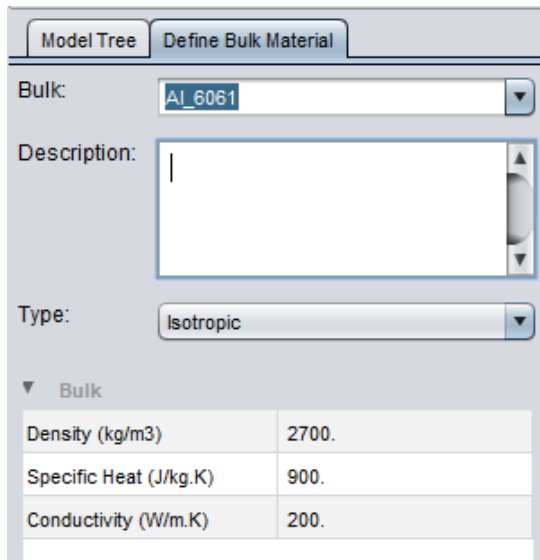 Model Tree Define Bulk Material
Bulk: Al_6061
Description:
Type: Isotropic
Bulk
Density (kg/m3) 2700.
Specific Heat (J/kg.K) 900.
Conductivity (W/m.K) 200.